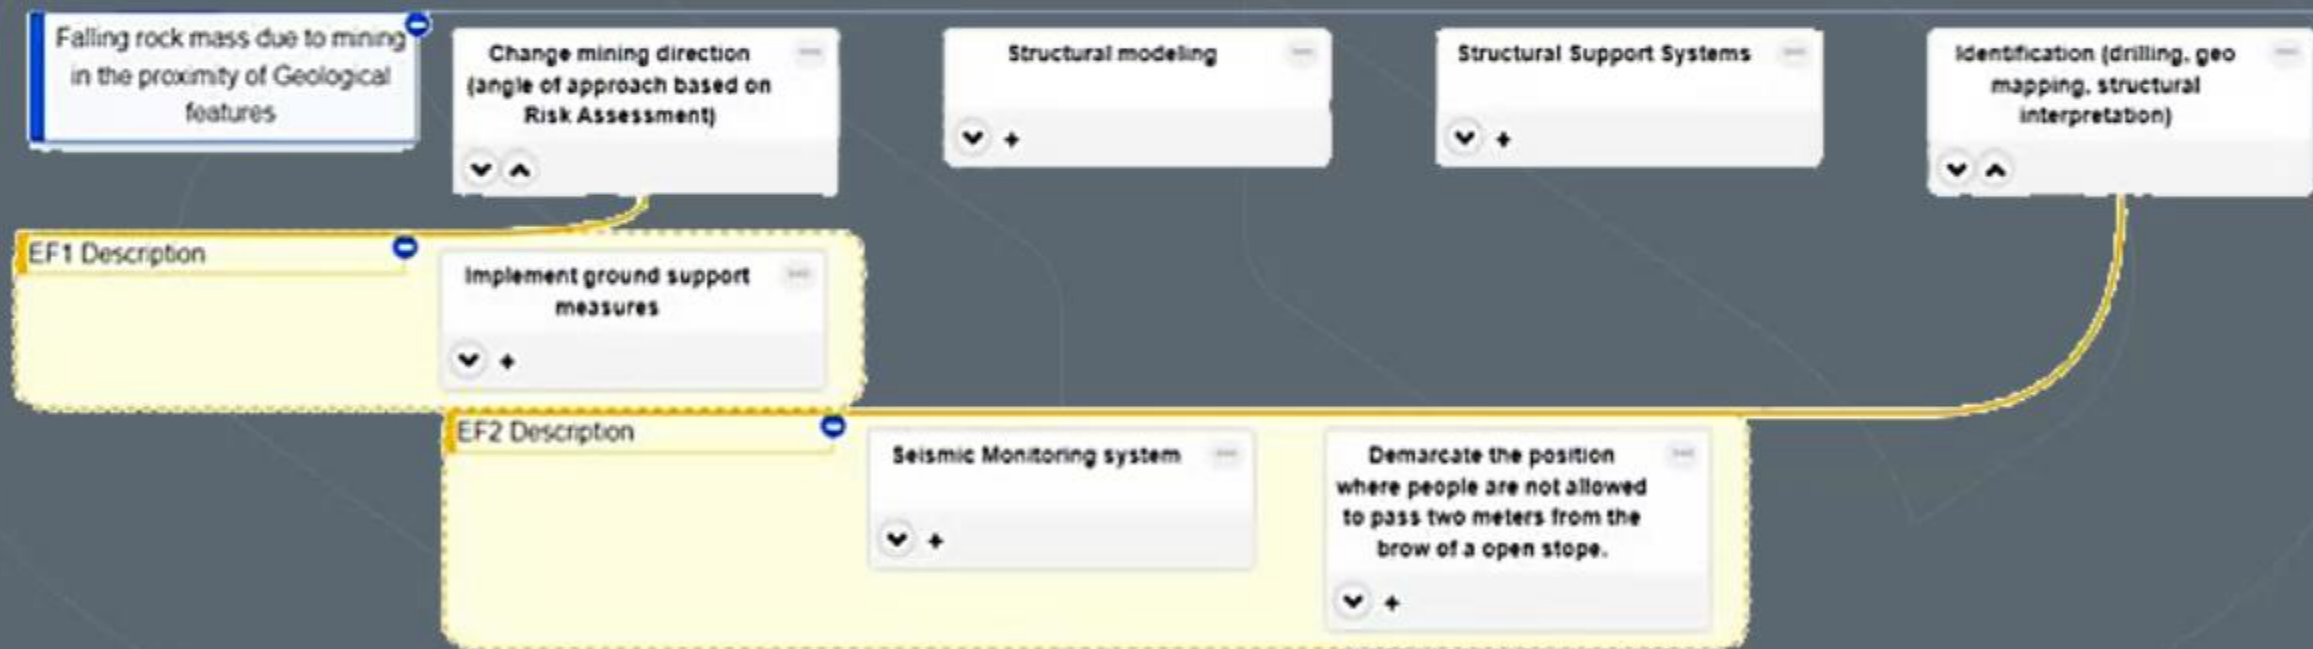 Falling rock mass due to mining
in the proximity of Geological
features
Change mining direction
(angle of approach based on
Risk Assessment)
Structural modeling
Structural Support Systems
Identification (drilling, geo
mapping, structural
interpretation)
EF1 Description
Implement ground support
measures
EF2 Description
Seismic Monitoring system
Demarcate the position
where people are not allowed
to pass two meters from the
brow of a open stope.